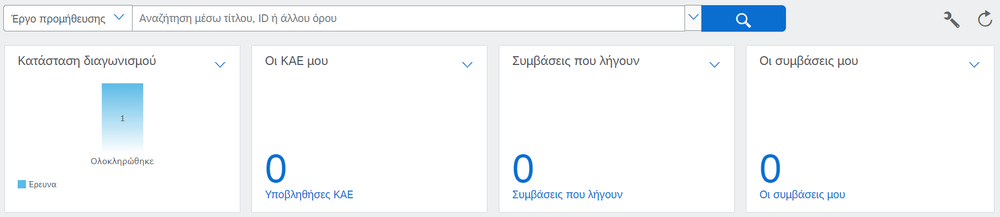 Έργο προμήθευσης
Αναζήτηση μέσω τίτλου, ID ή άλλου όρου
Κατάσταση διαγωνισμού
1
Ολοκληρώθηκε
Έρευνα
Οι ΚΑΕ μου
0
Υποβληθήσες ΚΑΕ
Συμβάσεις που λήγουν
0
Συμβάσεις που λήγουν
Οι συμβάσεις μου
0
Οι συμβάσεις μου